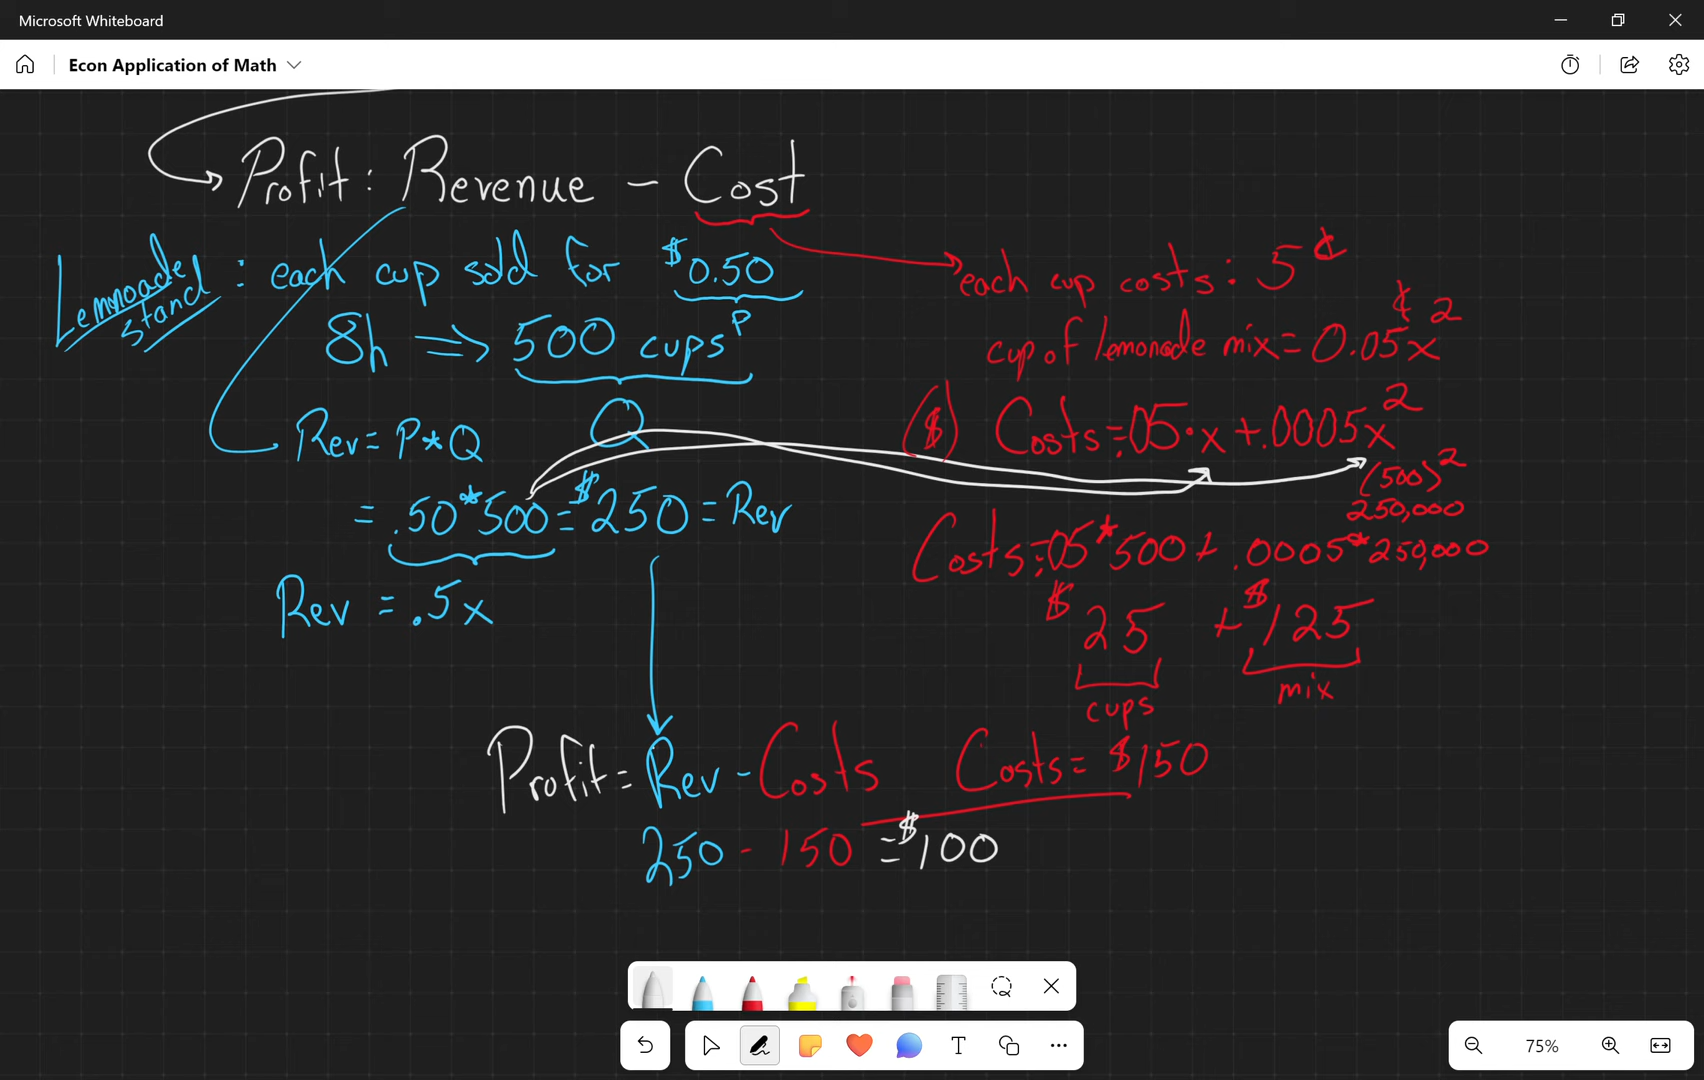 Microsoft Whiteboard
Econ Application of Math
Profit: Revenue - Cost
Lemnoade stand : each cup sold for $0.50
P
8h ⇒ 500 cups
Q
Rev = P*Q
= .50*500 = $250 = Rev
Rev = .5x
each cup costs: 5¢
cup of lemonade mix = 0.05x² ¢
($) Costs = .05·x + .0005x²
(500)²
250,000
Costs = .05*500 + .0005*250,000
$25 + $125
cups mix
Costs = $150
Profit = Rev - Costs
250 - 150 = $100
75%